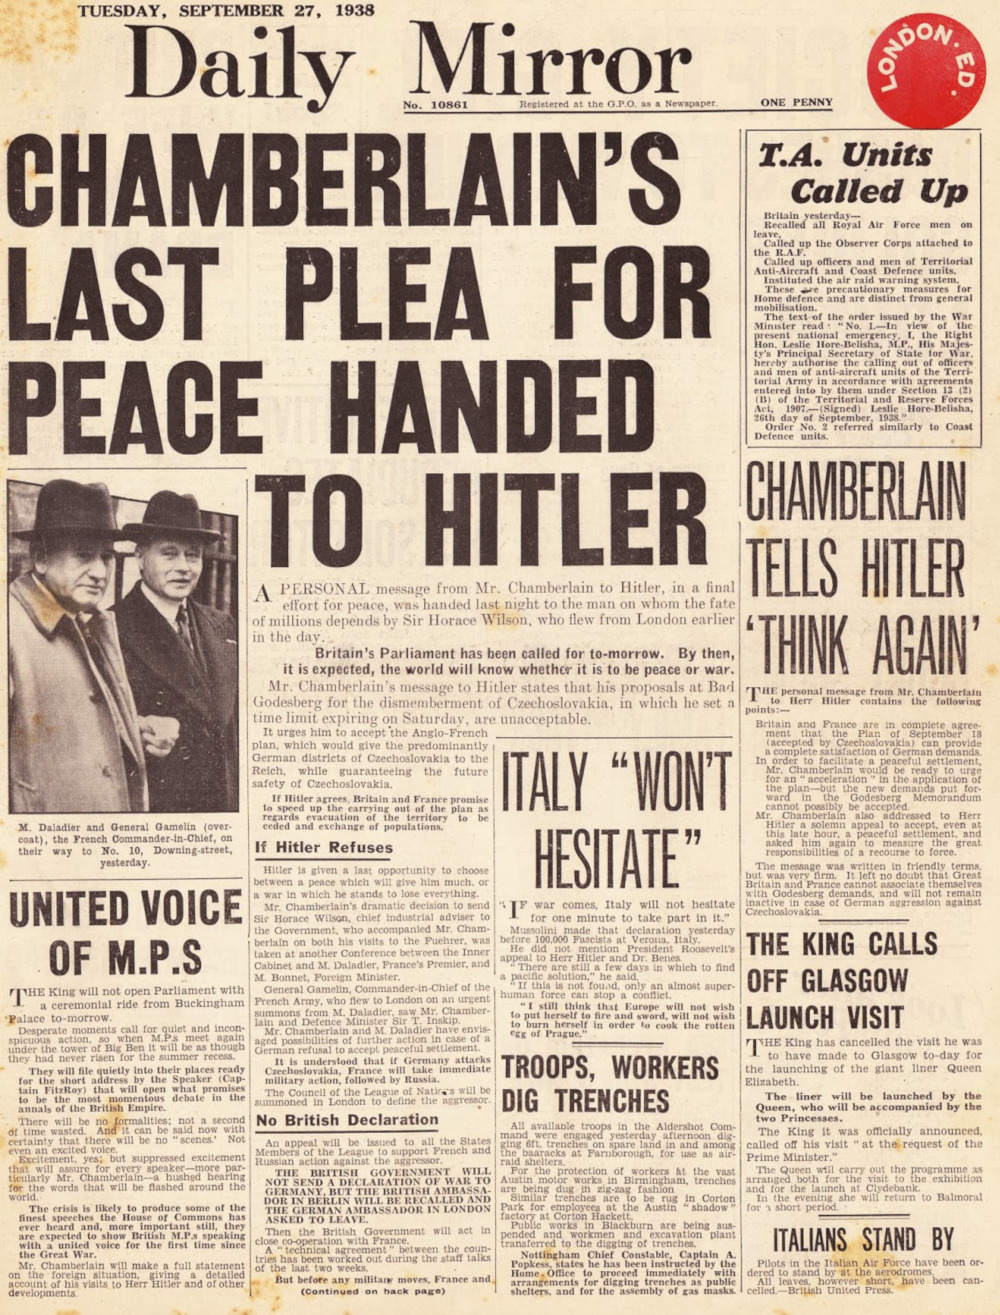 TUESDAY, SEPTEMBER 27, 1938
Daily Mirror
No. 10861
Registered at the G.P.O. as a Newspaper.
ONE PENNY
LONDON. ED.
CHAMBERLAIN'S
LAST PLEA FOR
PEACE HANDED
TO HITLER
A PERSONAL message from Mr. Chamberlain to Hitler, in a final
effort for peace, was handed last night to the man on whom the fate
of millions depends by Sir Horace Wilson, who flew from London earlier
in the day.
Britain's Parliament has been called for to-morrow. By then,
it is expected, the world will know whether it is to be peace or war.
Mr. Chamberlain's message to Hitler states that his proposals at Bad
Godesberg for the dismemberment of Czechoslovakia, in which he set a
time limit expiring on Saturday, are unacceptable.
It urges him to accept the Anglo-French
plan, which would give the predominantly
German districts of Czechoslovakia to the
Reich, while guaranteeing the future
safety of Czechoslovakia.
If Hitler agrees, Britain and France promise
to speed up the carrying out of the plan as
regards evacuation of the territory to be
ceded and exchange of populations.
If Hitler Refuses
Hitler is given a last opportunity to choose
between a peace which will give him much, or
a war in which he stands to lose everything.
Mr. Chamberlain's dramatic decision to send
Sir Horace Wilson, chief industrial adviser to
the Government, who accompanied Mr. Cham-
berlain on both his visits to the Fuehrer, was
taken at another Conference between the Inner
Cabinet and M. Daladier, France's Premier, and
M. Bonnet, Foreign Minister.
General Gamelin, Commander-in-Chief of the
French Army, who flew to London on an urgent
summons from M. Daladier, saw Mr. Chamber-
lain and Defence Minister Sir T. Inskip.
Mr. Chamberlain and M. Daladier have envis-
aged possibilities of further action in case of a
German refusal to accept peaceful settlement.
It is understood that if Germany attacks
Czechoslovakia, France will take immediate
military action, followed by Russia.
The Council of the League of Nations will be
summoned in London to define the aggressor.
No British Declaration
An appeal will be issued to all the States
Members of the League to support French and
Russian action against the aggressor.
THE BRITISH GOVERNMENT WILL
NOT SEND A DECLARATION OF WAR TO
GERMANY, BUT THE BRITISH AMBASSA-
DOR IN BERLIN WILL BE RECALLED AND
THE GERMAN AMBASSADOR IN LONDON
ASKED TO LEAVE.
Then the British Government will act in
close co-operation with France.
A "technical agreement" between the coun-
tries has been worked out during the staff talks
of the last two weeks.
But before any military moves, France and
(Continued on back page)
M. Daladier and General Gamelin (over-
coat), the French Commander-in-Chief, on
their way to No. 10, Downing-street,
yesterday.
UNITED VOICE
OF M.P.S
THE King will not open Parliament with
a ceremonial ride from Buckingham
Palace to-morrow.
Desperate moments call for quiet and incon-
spicuous action, so when M.P.s meet again
under the tower of Big Ben it will be as though
they had never risen for the summer recess.
They will file quietly into their places ready
for the short address by the Speaker (Cap-
tain FitzRoy) that will open what promises
to be the most momentous debate in the
annals of the British Empire.
There will be no formalities; not a second
of time wasted. And it can be said now with
certainty that there will be no "scenes.' Not
even an excited voice.
Excitement, yes; but suppressed excitement
that will assure for every speaker—more par-
ticularly Mr. Chamberlain—a hushed hearing
for the words that will be flashed around the
world.
The crisis is likely to produce some of the
finest speeches the House of Commons has
ever heard and, more important still, they
are expected to show British M.P.s speaking
with a united voice for the first time since
the Great War.
Mr. Chamberlain will make a full statement
on the foreign situation, giving a detailed
account of his visits to Herr Hitler and of other
developments.
ITALY "WON'T
HESITATE"
"IF war comes, Italy will not hesitate
for one minute to take part in it."
Mussolini made that declaration yesterday
before 100,000 Fascists at Verona, Italy.
He did not mention President Roosevelt's
appeal to Herr Hitler and Dr. Benes.
"There are still a few days in which to find
a pacific solution," he said.
"If this is not found, only an almost super-
human force can stop a conflict.
"I still think that Europe will not wish
to put herself to fire and sword, will not wish
to burn herself in order to cook the rotten
egg of Prague."
TROOPS, WORKERS
DIG TRENCHES
All available troops in the Aldershot Com-
mand were engaged yesterday afternoon dig-
ging ft. trenches on spare land in and among
the baaracks at Farnborough, for use as air-
raid shelters.
For the protection of workers at the vast
Austin motor works in Birmingham, trenches
are being dug in zig-zag fashion
Similar trenches are to be rug in Corton
Park for employees at the Austin "shadow"
factory at Corton Hackett.
Public works in Blackburn are being sus-
pended and workmen and excavation plant
transferred to the digging of trenches.
Nottingham Chief Constable, Captain A.
Popkess, states he has been instructed by the
Home Office to proceed immediately with
arrangements for digging trenches as public
shelters, and for the assembly of gas masks.
T.A. Units
Called Up
Britain yesterday—
Recalled all Royal Air Force men on
leave,
Called up the Observer Corps attached to
the R.A.F.
Called up officers and men of Territorial
Anti-Aircraft and Coast Defence units.
Instituted the air raid warning system.
These are precautionary measures for
Home defence and are distinct from general
mobilisation.
The text of the order issued by the War
Minister read: "No. 1.—In view of the
present national emergency, I, the Right
Hon. Leslie Hore-Belisha, M.P., His Majes-
ty's Principal Secretary of State for War,
hereby authorise the calling out of officers
and men of anti-aircraft units of the Terri-
torial Army in accordance with agreements
entered into by them under Section 13 (2)
(B) of the Territorial and Reserve Forces
Act, 1907.—(Signed) Leslie Hore-Belisha,
26th day of September, 1938."
Order No. 2 referred similarly to Coast
Defence units.
CHAMBERLAIN
TELLS HITLER
'THINK AGAIN'
THE personal message from Mr. Chamberlain
to Herr Hitler contains the following
points:—
Britain and France are in complete agree-
ment that the Plan of September 18
(accepted by Czechoslovakia) can provide
a complete satisfaction of German demands.
In order to facilitate a peaceful settlement,
Mr. Chamberlain would be ready to urge
for an "acceleration" in the application of
the plan—but the new demands put for-
ward in the Godesberg Memorandum
cannot possibly be accepted.
Mr. Chamberlain also addressed to Herr
Hitler a solemn appeal to accept, even at
this late hour, a peaceful settlement, and
asked him again to measure the great
responsibilities of a recourse to force.
The message was written in friendly terms,
but was very firm. It left no doubt that Great
Britain and France cannot associate themselves
with Godesberg demands, and will not remain
inactive in case of German aggression against
Czechoslovakia.
THE KING CALLS
OFF GLASGOW
LAUNCH VISIT
THE King has cancelled the visit he was
to have made to Glasgow to-day for
the launching of the giant liner Queen
Elizabeth.
The liner will be launched by the
Queen, who will be accompanied by the
two Princesses.
The King it was officially announced,
called off his visit "at the request of the
Prime Minister."
The Queen will carry out the programme as
arranged both for the visit to the exhibition
and for the launch at Clydebank.
In the evening she will return to Balmoral
for a short period.
ITALIANS STAND BY
Pilots in the Italian Air Force have been or-
dered to stand by at the aerodromes.
All leaves, however short, have been can-
celled.—British United Press.